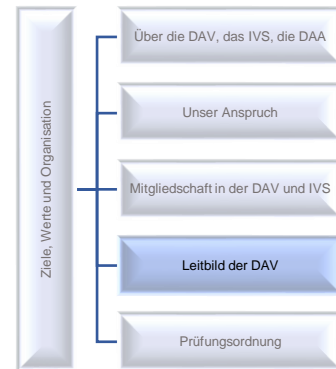 Ziele, Werte und Organisation
Über die DAV, das IVS, die DAA
Unser Anspruch
Mitgliedschaft in der DAV und IVS
Leitbild der DAV
Prüfungsordnung